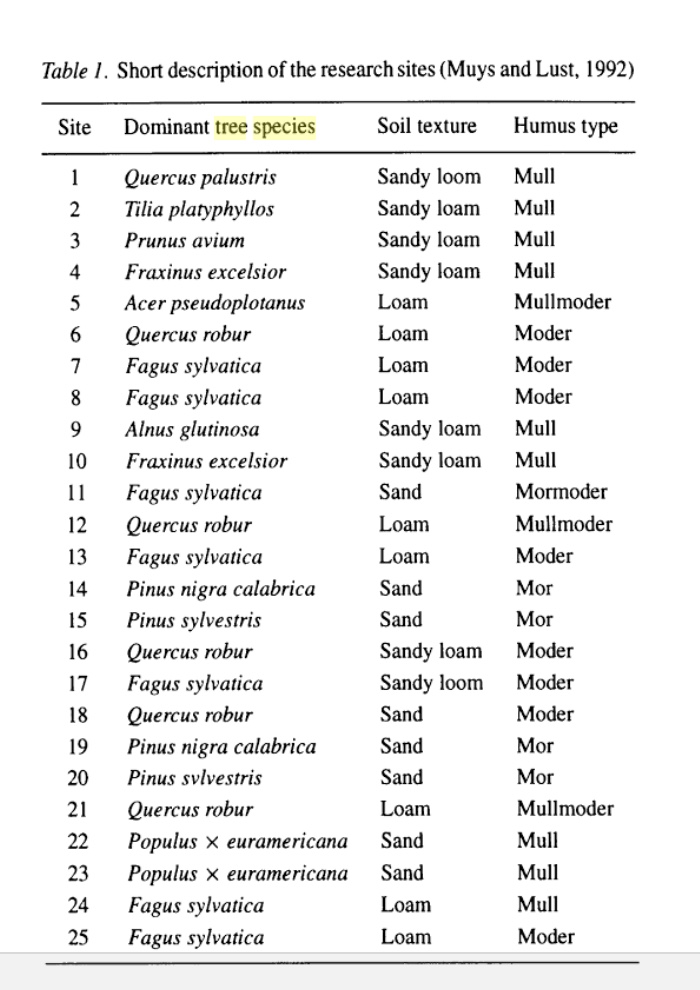 Table 1. Short description of the research sites (Muys and Lust, 1992)
Site Dominant tree species Soil texture Humus type
1 Quercus palustris Sandy loom Mull
2 Tilia platyphyllos Sandy loam Mull
3 Prunus avium Sandy loam Mull
4 Fraxinus excelsior Sandy loam Mull
5 Acer pseudoplotanus Loam Mullmoder
6 Quercus robur Loam Moder
7 Fagus sylvatica Loam Moder
8 Fagus sylvatica Loam Moder
9 Alnus glutinosa Sandy loam Mull
10 Fraxinus excelsior Sandy loam Mull
11 Fagus sylvatica Sand Mormoder
12 Quercus robur Loam Mullmoder
13 Fagus sylvatica Loam Moder
14 Pinus nigra calabrica Sand Mor
15 Pinus sylvestris Sand Mor
16 Quercus robur Sandy loam Moder
17 Fagus sylvatica Sandy loom Moder
18 Quercus robur Sand Moder
19 Pinus nigra calabrica Sand Mor
20 Pinus svlvestris Sand Mor
21 Quercus robur Loam Mullmoder
22 Populus × euramericana Sand Mull
23 Populus × euramericana Sand Mull
24 Fagus sylvatica Loam Mull
25 Fagus sylvatica Loam Moder